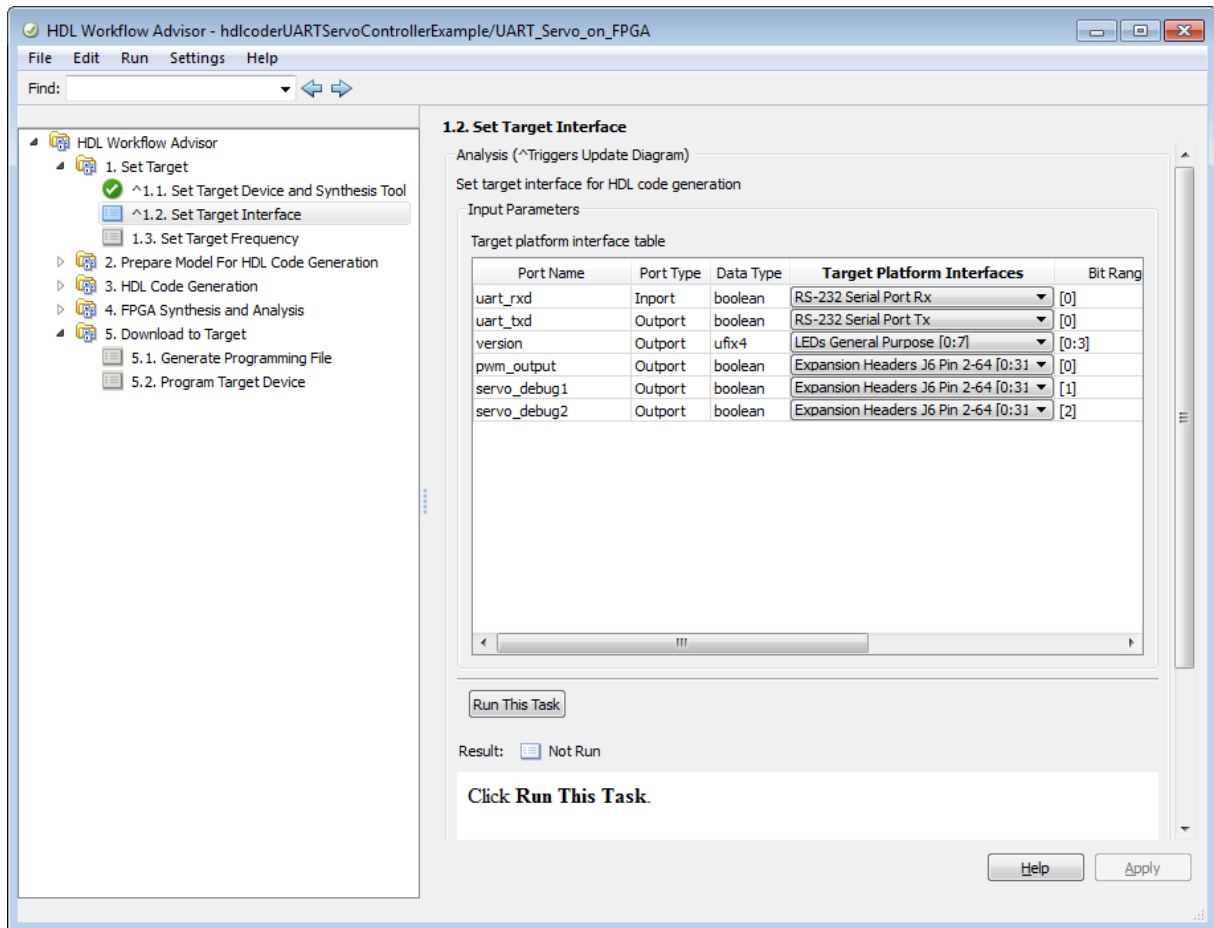 HDL Workflow Advisor - hdlcoderUARTServoControllerExample/UART_Servo_on_FPGA
File Edit Run Settings Help
Find:
HDL Workflow Advisor
1. Set Target
^1.1. Set Target Device and Synthesis Tool
^1.2. Set Target Interface
1.3. Set Target Frequency
2. Prepare Model For HDL Code Generation
3. HDL Code Generation
4. FPGA Synthesis and Analysis
5. Download to Target
5.1. Generate Programming File
5.2. Program Target Device
1.2. Set Target Interface
Analysis (^Triggers Update Diagram)
Set target interface for HDL code generation
Input Parameters
Target platform interface table
Port Name Port Type Data Type Target Platform Interfaces Bit Rang
uart_rxd Inport boolean RS-232 Serial Port Rx [0]
uart_txd Outport boolean RS-232 Serial Port Tx [0]
version Outport ufix4 LEDs General Purpose [0:7] [0:3]
pwm_output Outport boolean Expansion Headers J6 Pin 2-64 [0:31 [0]
servo_debug1 Outport boolean Expansion Headers J6 Pin 2-64 [0:31 [1]
servo_debug2 Outport boolean Expansion Headers J6 Pin 2-64 [0:31 [2]
Run This Task
Result: Not Run
Click Run This Task.
Help Apply